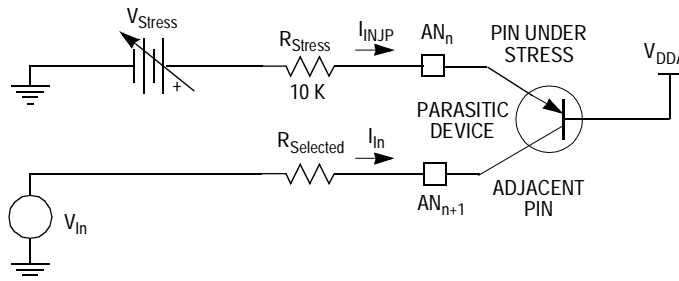 V_Stress
+
R_Stress
10 K
I_INJP
AN_n
PIN UNDER
STRESS
V_DDA
PARASITIC
DEVICE
R_Selected
I_In
AN_n+1
ADJACENT
PIN
V_In